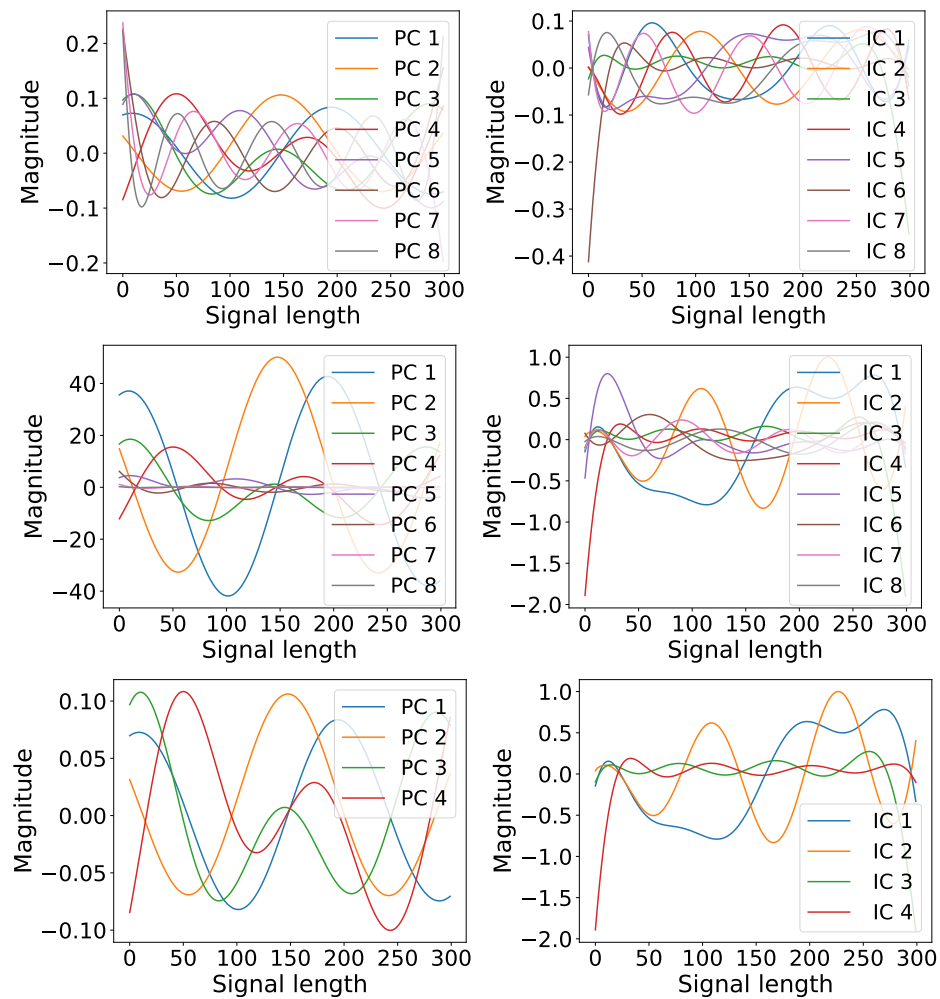 0.2
0.1
0.0
−0.1
−0.2
Magnitude
0 50 100 150 200 250 300
Signal length
PC 1
PC 2
PC 3
PC 4
PC 5
PC 6
PC 7
PC 8
0.1
0.0
−0.1
−0.2
−0.3
−0.4
Magnitude
0 50 100 150 200 250 300
Signal length
IC 1
IC 2
IC 3
IC 4
IC 5
IC 6
IC 7
IC 8
40
20
0
−20
−40
Magnitude
0 50 100 150 200 250 300
Signal length
PC 1
PC 2
PC 3
PC 4
PC 5
PC 6
PC 7
PC 8
1.0
0.5
0.0
−0.5
−1.0
−1.5
−2.0
Magnitude
0 50 100 150 200 250 300
Signal length
IC 1
IC 2
IC 3
IC 4
IC 5
IC 6
IC 7
IC 8
0.10
0.05
0.00
−0.05
−0.10
Magnitude
0 50 100 150 200 250 300
Signal length
PC 1
PC 2
PC 3
PC 4
1.0
0.5
0.0
−0.5
−1.0
−1.5
−2.0
Magnitude
0 50 100 150 200 250 300
Signal length
IC 1
IC 2
IC 3
IC 4